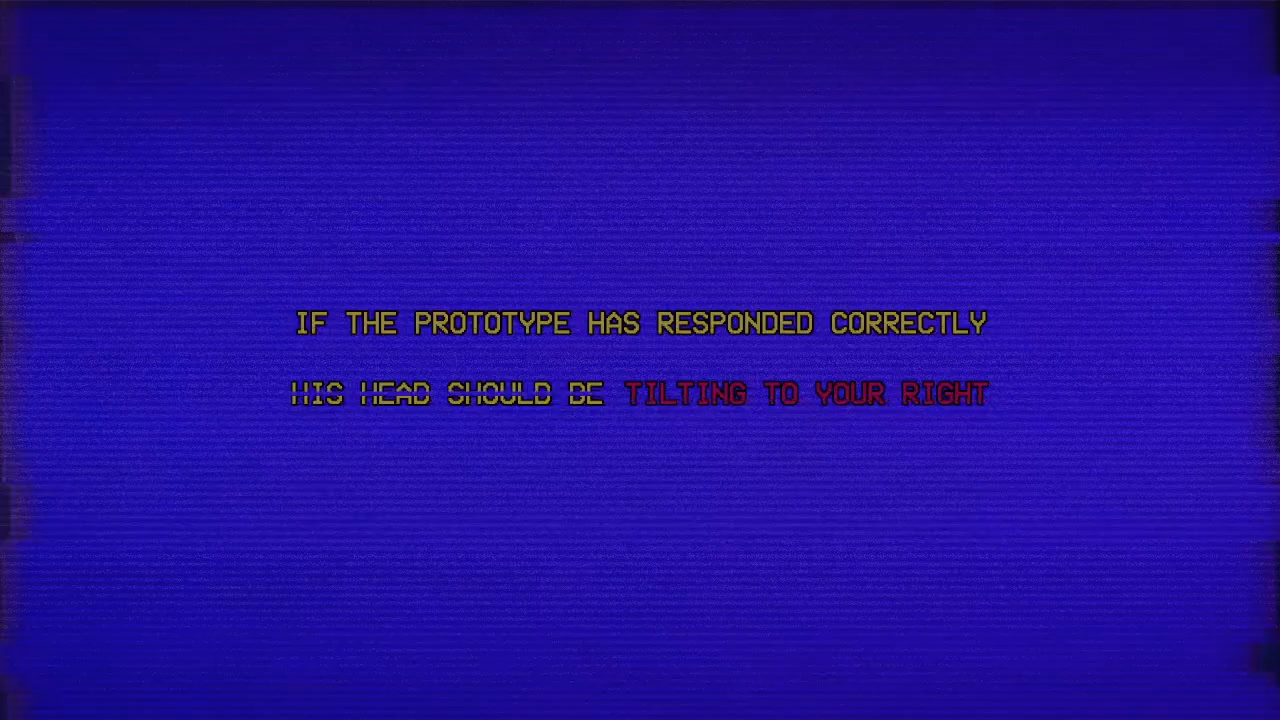 IF THE PROTOTYPE HAS RESPONDED CORRECTLY
HIS HEAD SHOULD BE TILTING TO YOUR RIGHT